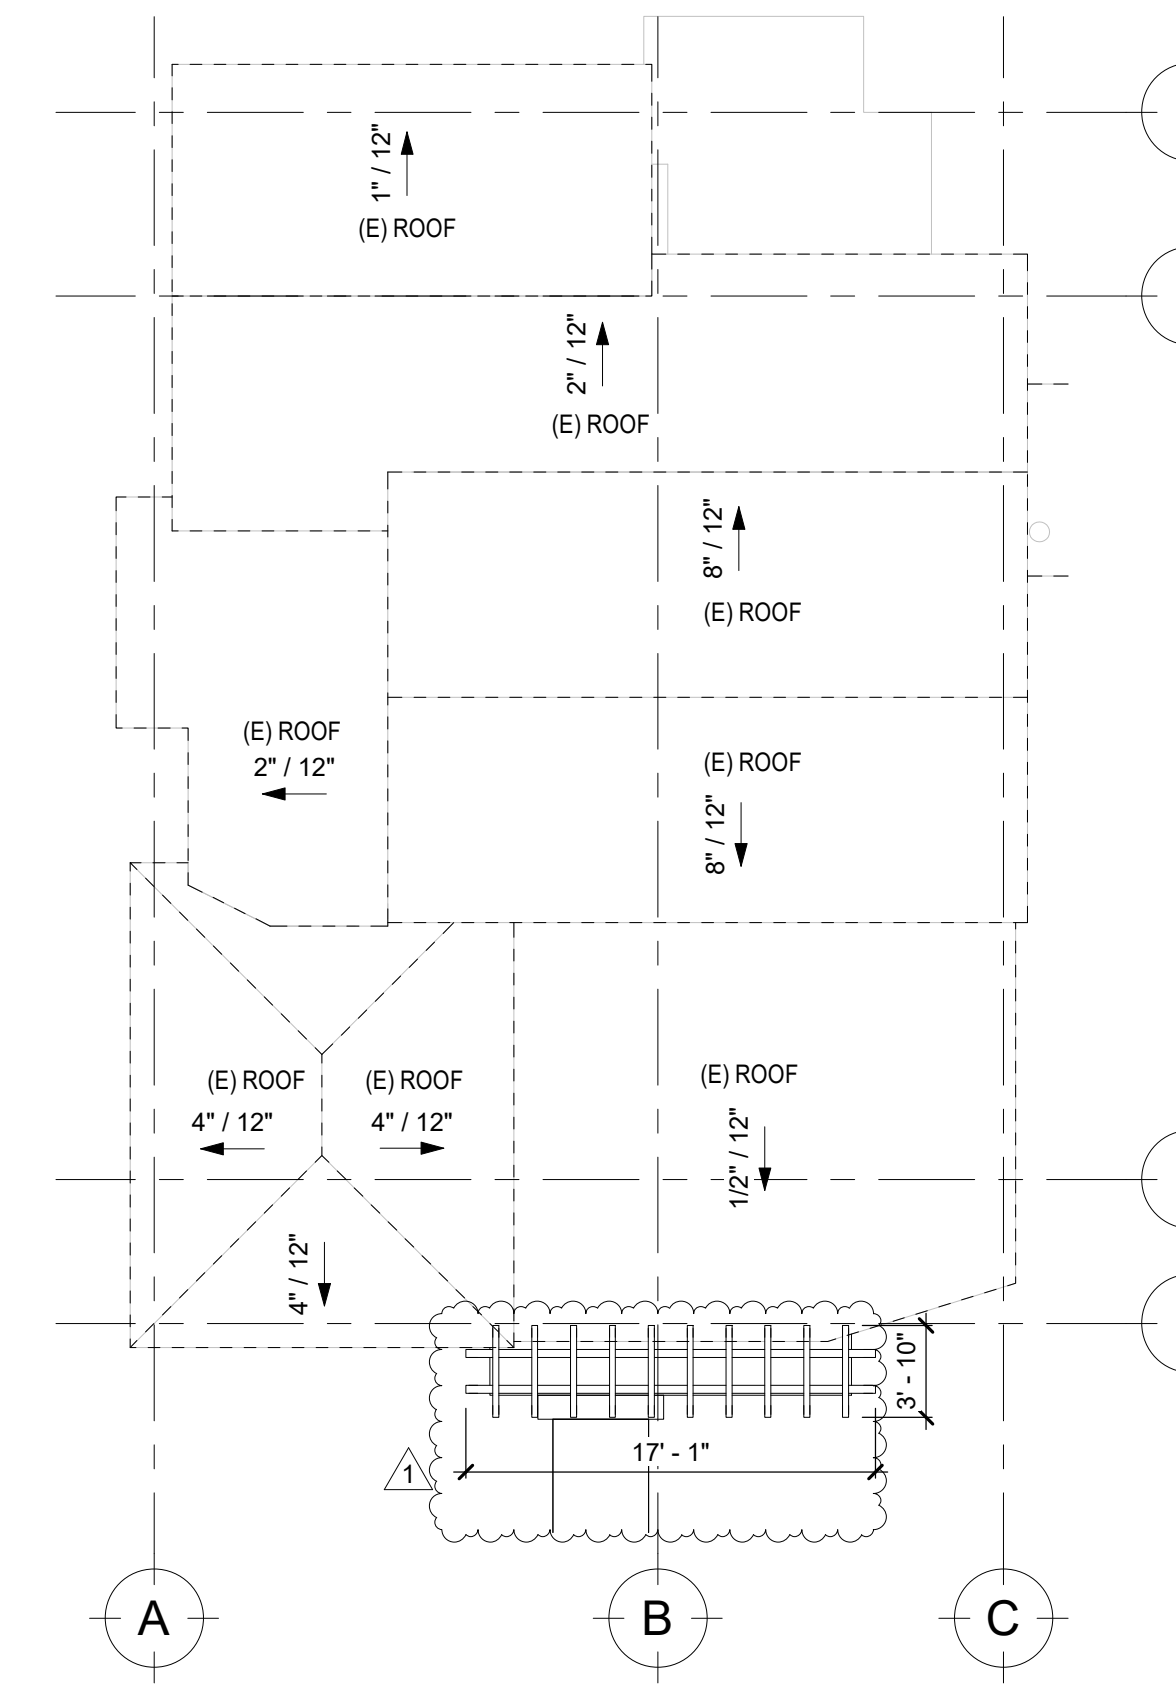 1" / 12"
(E) ROOF
2" / 12"
(E) ROOF
8" / 12"
(E) ROOF
(E) ROOF
2" / 12"
(E) ROOF
8" / 12"
(E) ROOF
4" / 12"
(E) ROOF
4" / 12"
(E) ROOF
1/2" / 12"
4" / 12"
3' - 10"
17' - 1"
1
A
B
C